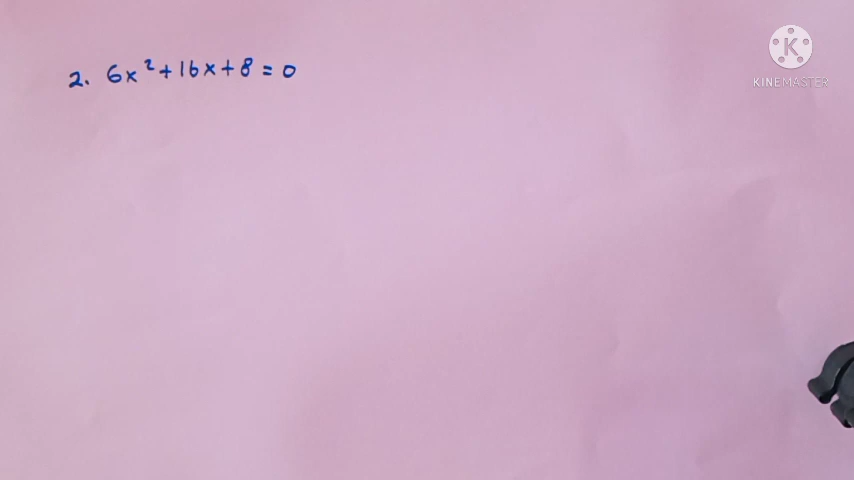 2. 6x² + 16x + 8 = 0
KINEMASTER